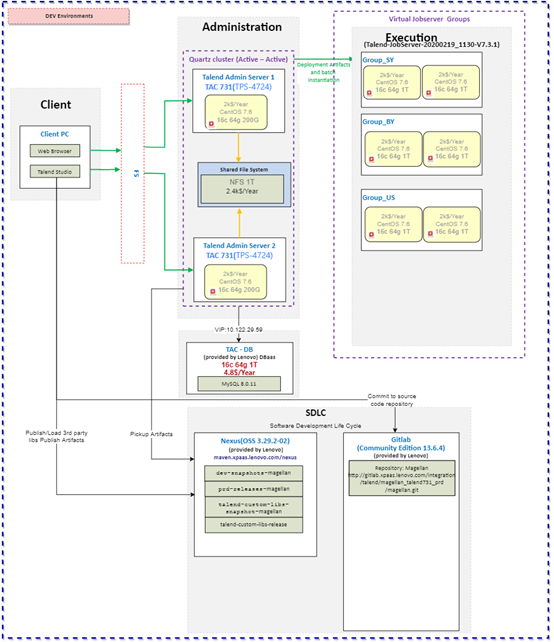 DEV Environments
Administration
Virtual Jobserver Groups
Quartz cluster (Active – Active)
Talend Admin Server 1
TAC 731(TPS-4724)
2k$/Year
CentOS 7.6
16c 64g 200G
Deployment Artifacts
and batch
instantiation
Execution
(Talend-JobServer-20200219_1130-V7.3.1)
Group_SY
2k$/Year
CentOS 7.6
16c 64g 1T
2k$/Year
CentOS 7.6
16c 64g 1T
Group_BY
2k$/Year
CentOS 7.6
16c 64g 1T
2k$/Year
CentOS 7.6
16c 64g 1T
Group_US
2k$/Year
CentOS 7.6
16c 64g 1T
2k$/Year
CentOS 7.6
16c 64g 1T
Client
Client PC
Web Browser
Talend Studio
F5
Shared File System
NFS 1T
2.4k$/Year
Talend Admin Server 2
TAC 731(TPS-4724)
2k$/Year
CentOS 7.6
16c 64g 200G
VIP:10.122.29.59
TAC - DB
(provided by Lenovo) DBaas
16c 64g 1T
4.8$/Year
MySQL 8.0.11
Commit to source
code repository
SDLC
Software Development Life Cycle
Publish/Load 3rd party
libs Publish Artifacts
Pickup Artifacts
Nexus(OSS 3.29.2-02)
(provided by Lenovo)
maven.xpaas.lenovo.com/nexus
dev-snapshots-magellan
prd-releases-magellan
talend-custom-libs-
snapshot-magellan
talend-custom-libs-release
Gitlab
(Community Edition 13.6.4)
(provided by Lenovo)
Repository: Magellan
http://gitlab.xpaas.lenovo.com/integration
/talend/magellan_talend731_prd
/magellan.git